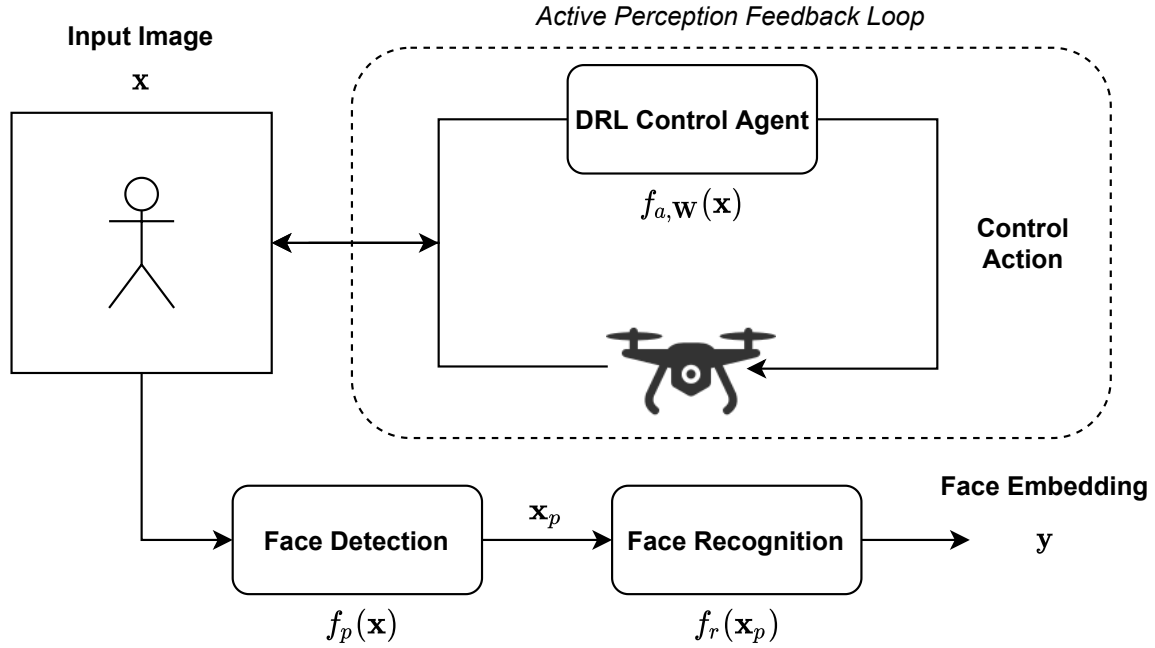 Active Perception Feedback Loop
Input Image
x
DRL Control Agent
f_{a,W}(x)
Control
Action
Face Detection
x_p
Face Recognition
Face Embedding
y
f_p(x)
f_r(x_p)